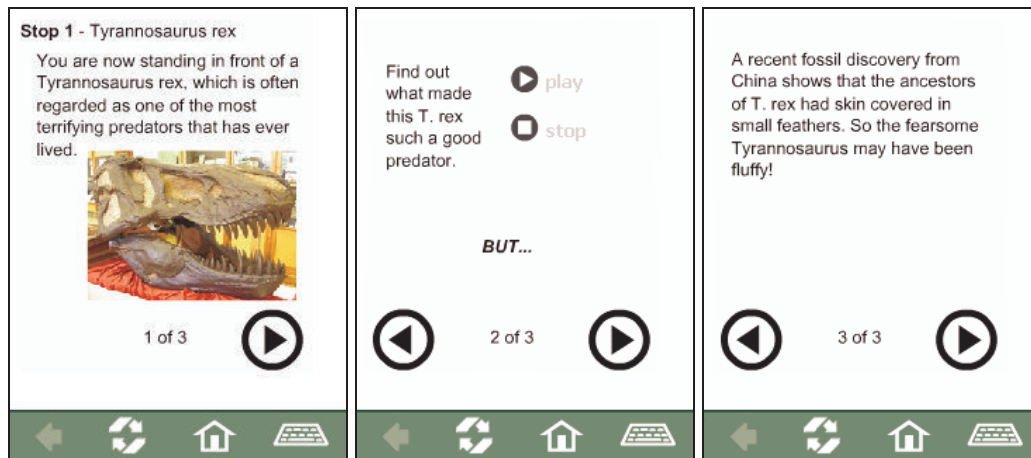 Stop 1 - Tyrannosaurus rex
You are now standing in front of a
Tyrannosaurus rex, which is often
regarded as one of the most
terrifying predators that has ever
lived.
1 of 3
Find out
what made
this T. rex
such a good
predator.
play
stop
BUT...
2 of 3
A recent fossil discovery from
China shows that the ancestors
of T. rex had skin covered in
small feathers. So the fearsome
Tyrannosaurus may have been
fluffy!
3 of 3